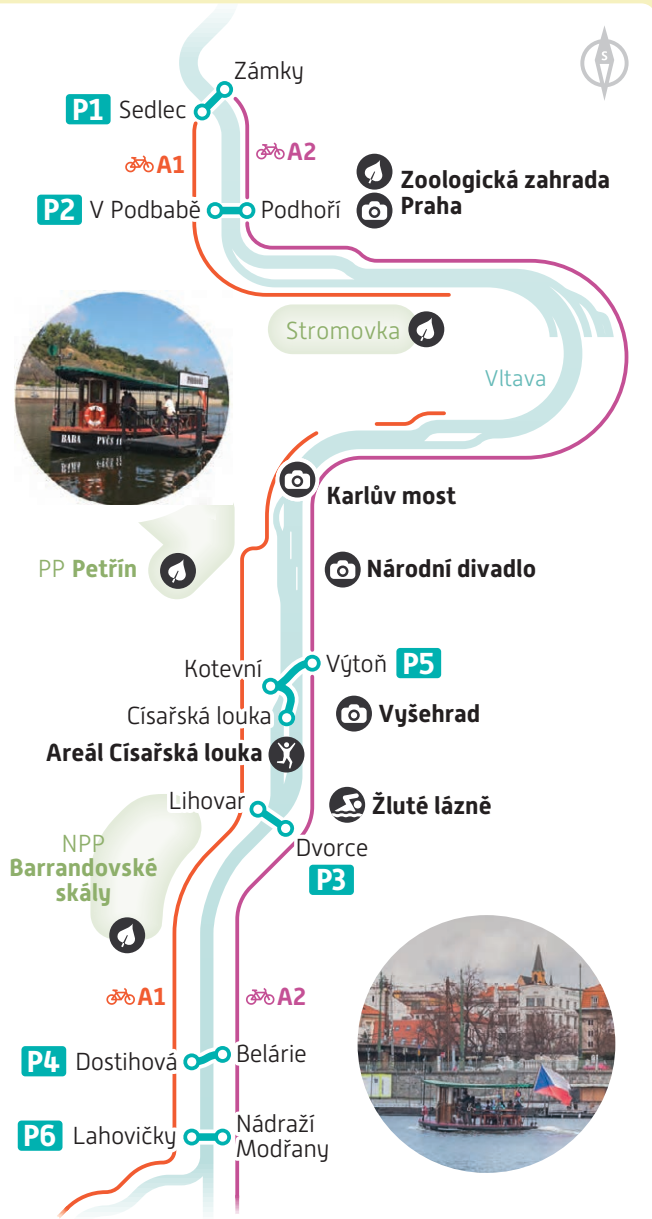 S
Zámky
P1 Sedlec
A1
A2
Zoologická zahrada
Praha
P2 V Podbabě
Podhoří
Stromovka
Vltava
BABA PVČS 11
Karlův most
PP Petřín
Národní divadlo
Kotevní
Výtoň P5
Císařská louka
Vyšehrad
Areál Císařská louka
Lihovar
Žluté lázně
Dvorce
P3
NPP
Barrandovské
skály
A1
A2
P4 Dostihová
Belárie
P6 Lahovičky
Nádraží
Modřany